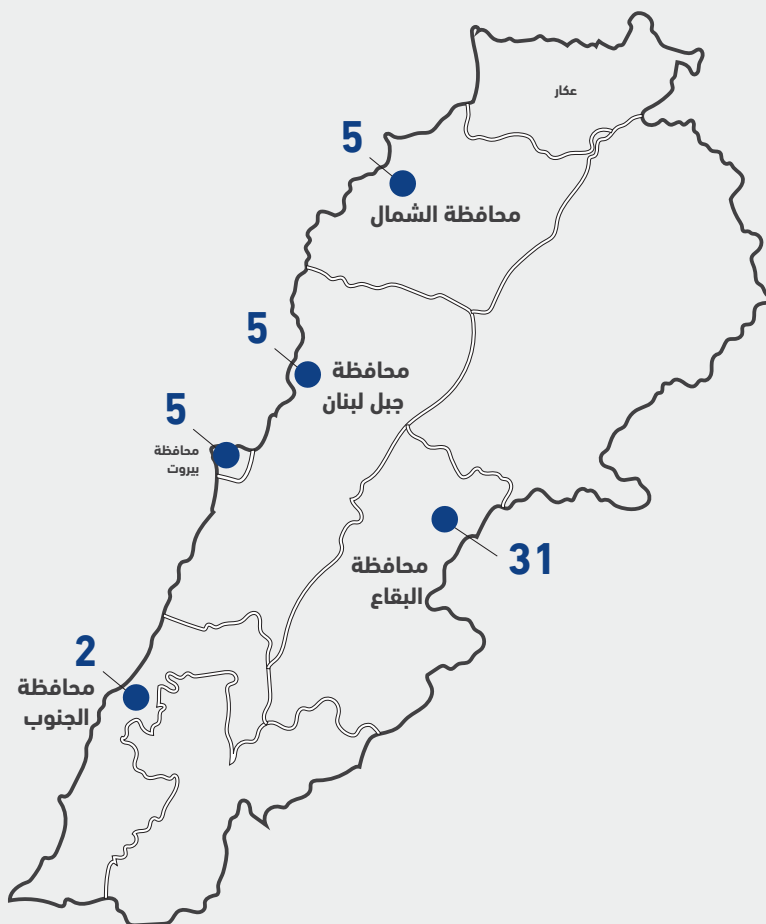 عكار
5
محافظة الشمال
5
محافظة
جبل لبنان
5
محافظة
بيروت
31
محافظة
البقاع
2
محافظة
الجنوب